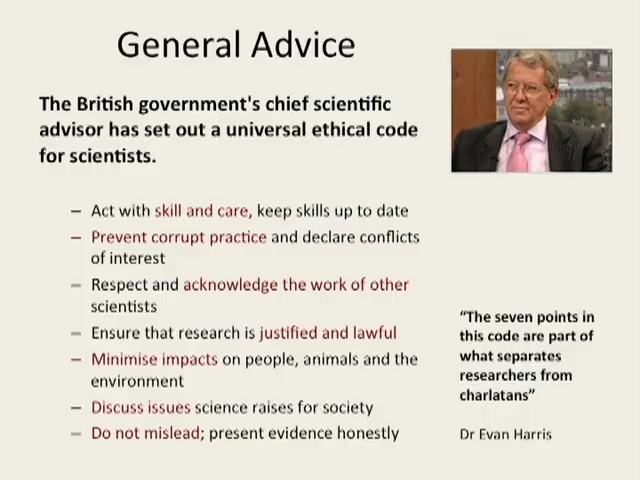 General Advice
The British government's chief scientific
advisor has set out a universal ethical code
for scientists.
– Act with skill and care, keep skills up to date
– Prevent corrupt practice and declare conflicts
of interest
– Respect and acknowledge the work of other
scientists
– Ensure that research is justified and lawful
– Minimise impacts on people, animals and the
environment
– Discuss issues science raises for society
– Do not mislead; present evidence honestly
“The seven points in
this code are part of
what separates
researchers from
charlatans”
Dr Evan Harris